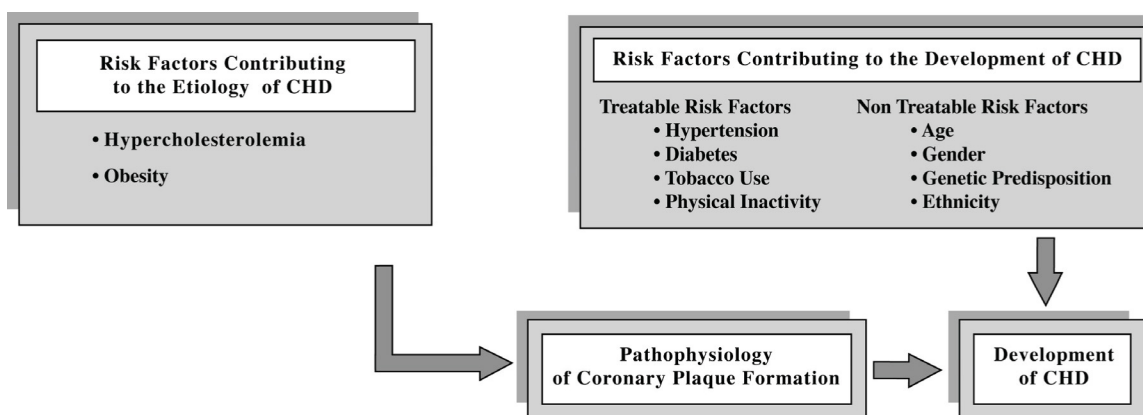 Risk Factors Contributing
to the Etiology of CHD
• Hypercholesterolemia
• Obesity
Risk Factors Contributing to the Development of CHD
Treatable Risk Factors
• Hypertension
• Diabetes
• Tobacco Use
• Physical Inactivity
Non Treatable Risk Factors
• Age
• Gender
• Genetic Predisposition
• Ethnicity
Pathophysiology
of Coronary Plaque Formation
Development
of CHD